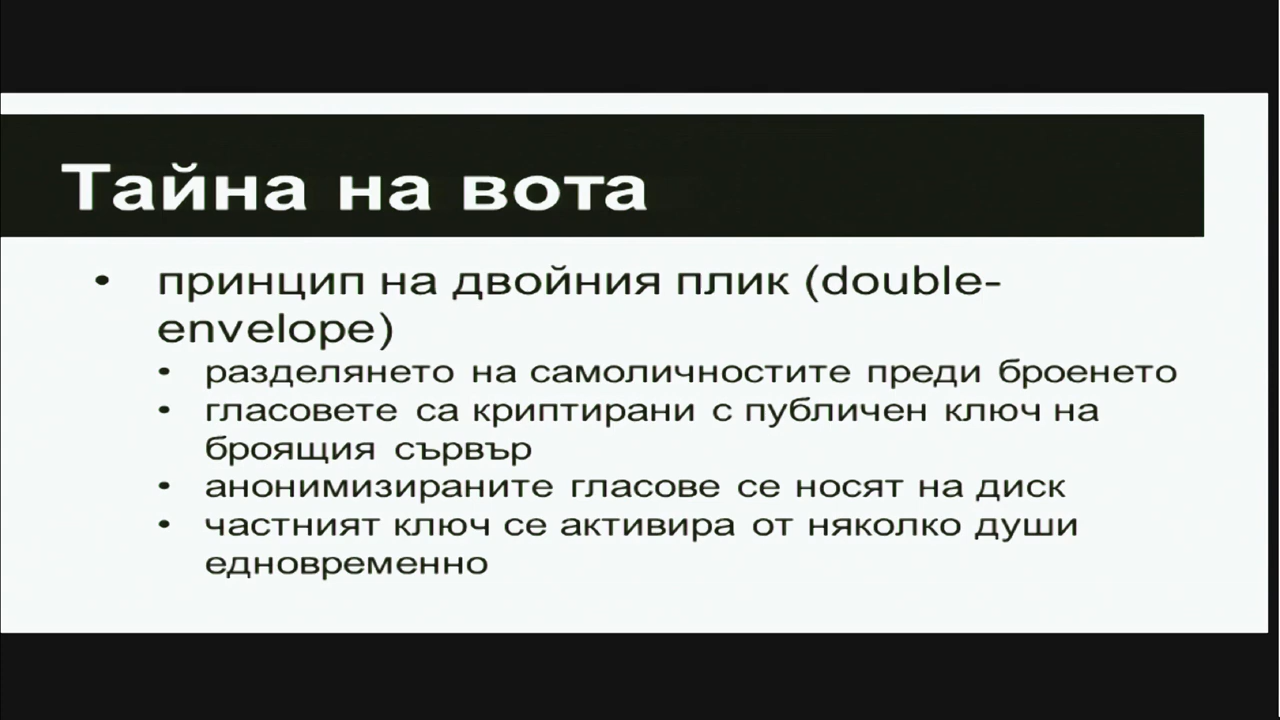 Тайна на вота
• принцип на двойния плик (double-
envelope)
• разделянето на самоличностите преди броенето
• гласовете са криптирани с публичен ключ на
броящия сървър
• анонимизираните гласове се носят на диск
• частният ключ се активира от няколко души
едновременно